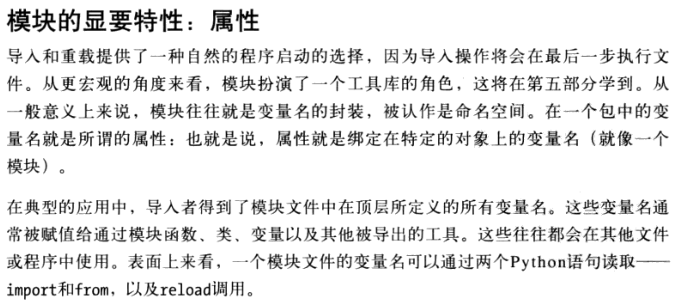 模块的显要特性：属性
导入和重载提供了一种自然的程序启动的选择，因为导入操作将会在最后一步执行文
件。从更宏观的角度来看，模块扮演了一个工具库的角色，这将在第五部分学到。从
一般意义上来说，模块往往就是变量名的封装，被认作是命名空间。在一个包中的变
量名就是所谓的属性：也就是说，属性就是绑定在特定的对象上的变量名（就像一个
模块）。
在典型的应用中，导入者得到了模块文件中在顶层所定义的所有变量名。这些变量名通
常被赋值给通过模块函数、类、变量以及其他被导出的工具。这些往往都会在其他文件
或程序中使用。表面上来看，一个模块文件的变量名可以通过两个Python语句读取——
import和from，以及reload调用。